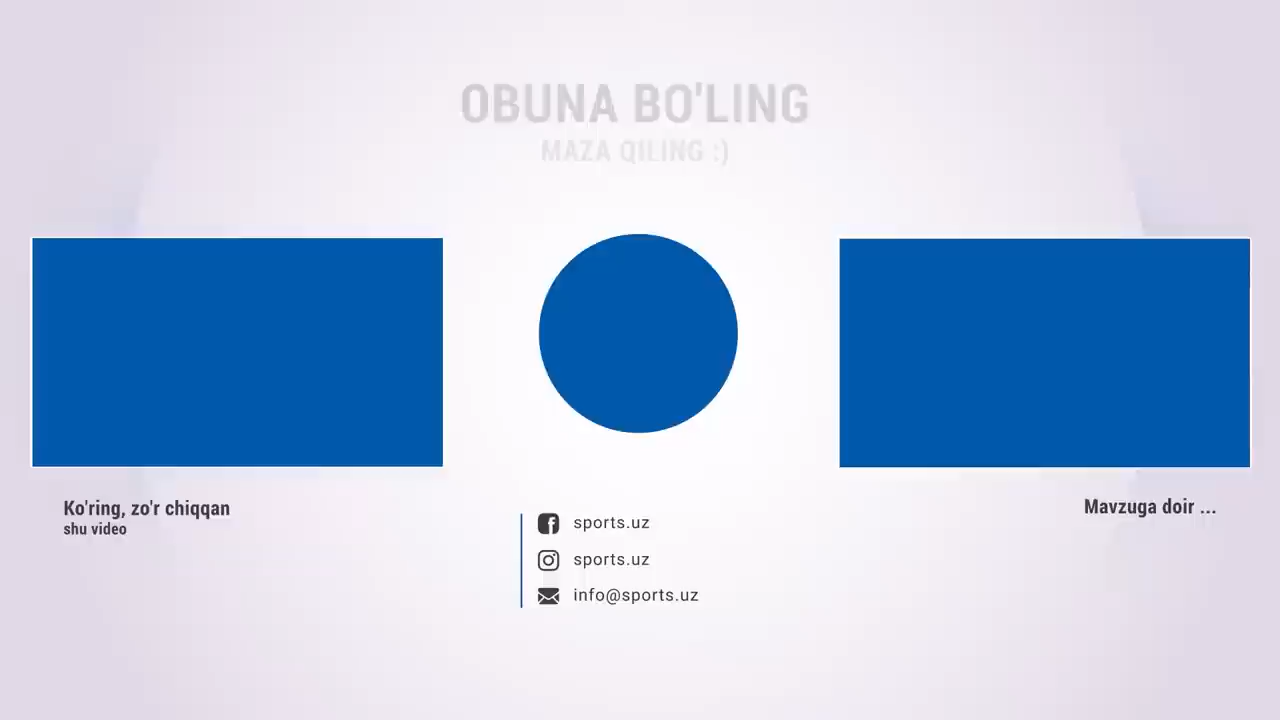 OBUNA BO'LING
MAZA QILING :)
Ko'ring, zo'r chiqqan
shu video
Mavzuga doir ...
sports.uz
sports.uz
info@sports.uz